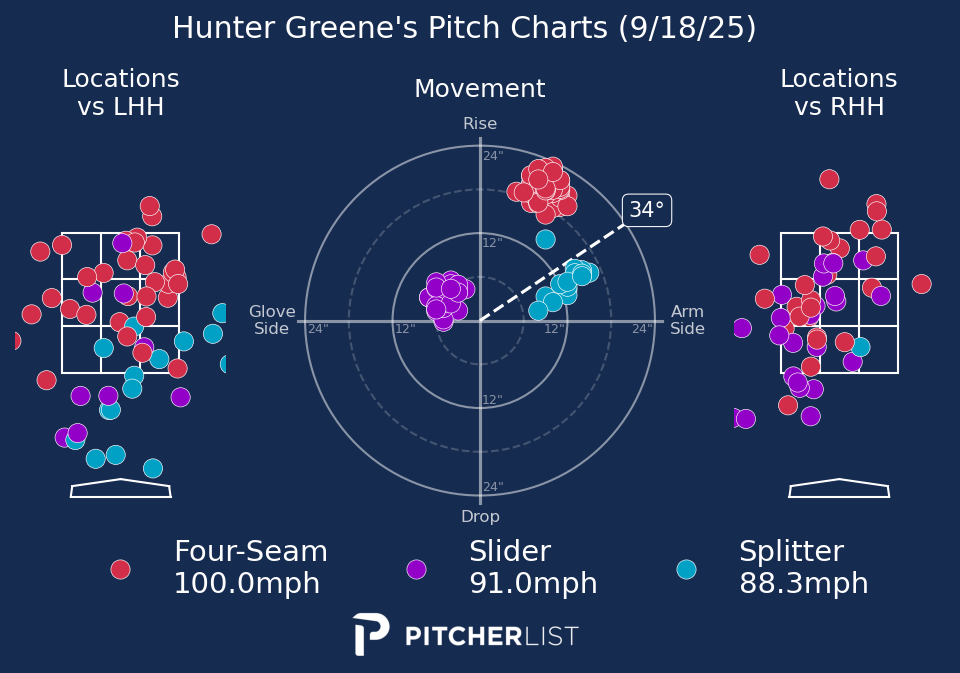 Hunter Greene's Pitch Charts (9/18/25)
Locations
vs LHH
Movement
Locations
vs RHH
Rise
24"
34°
12"
Glove
Side
24"
12"
12"
24"
Arm
Side
12"
24"
Drop
Four-Seam
100.0mph
Slider
91.0mph
Splitter
88.3mph
PITCHERLIST